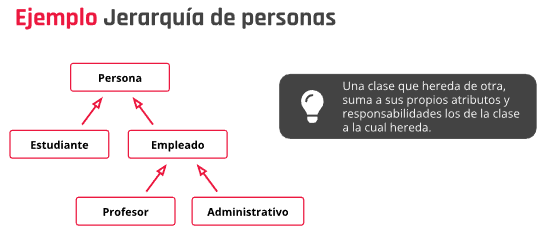 Ejemplo Jerarquía de personas
Persona
Una clase que hereda de otra,
suma a sus propios atributos y
responsabilidades los de la clase
a la cual hereda.
Estudiante
Empleado
Profesor
Administrativo